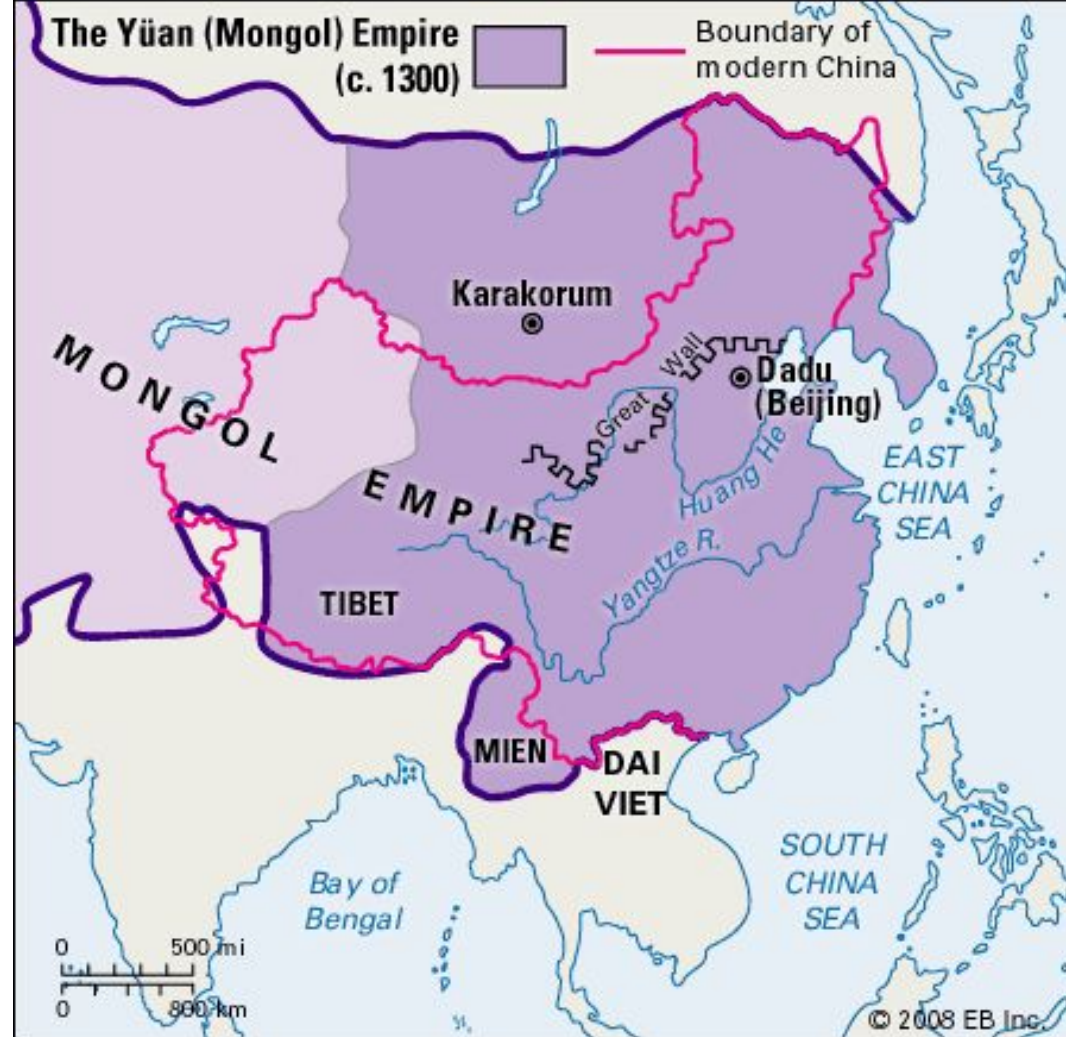 The Yüan (Mongol) Empire
(c. 1300)
Boundary of
modern China
Karakorum
MONGOL
EMPIRE
Great
Wall
Dadu
(Beijing)
Huang He
Yangtze R.
EAST
CHINA
SEA
TIBET
MIEN
DAI
VIET
Bay of
Bengal
SOUTH
CHINA
SEA
0 500 mi
0 800 km
© 2008 EB Inc.